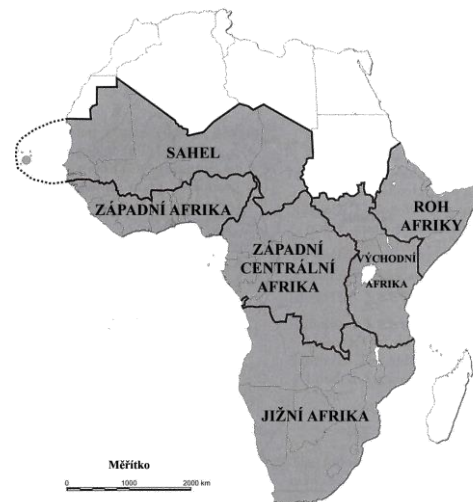 SAHEL
ZÁPADNÍ AFRIKA
ROH
AFRIKY
ZÁPADNÍ
CENTRÁLNÍ
AFRIKA
VÝCHODNÍ
AFRIKA
JIŽNÍ AFRIKA
Měřítko
0 1000 2000 km